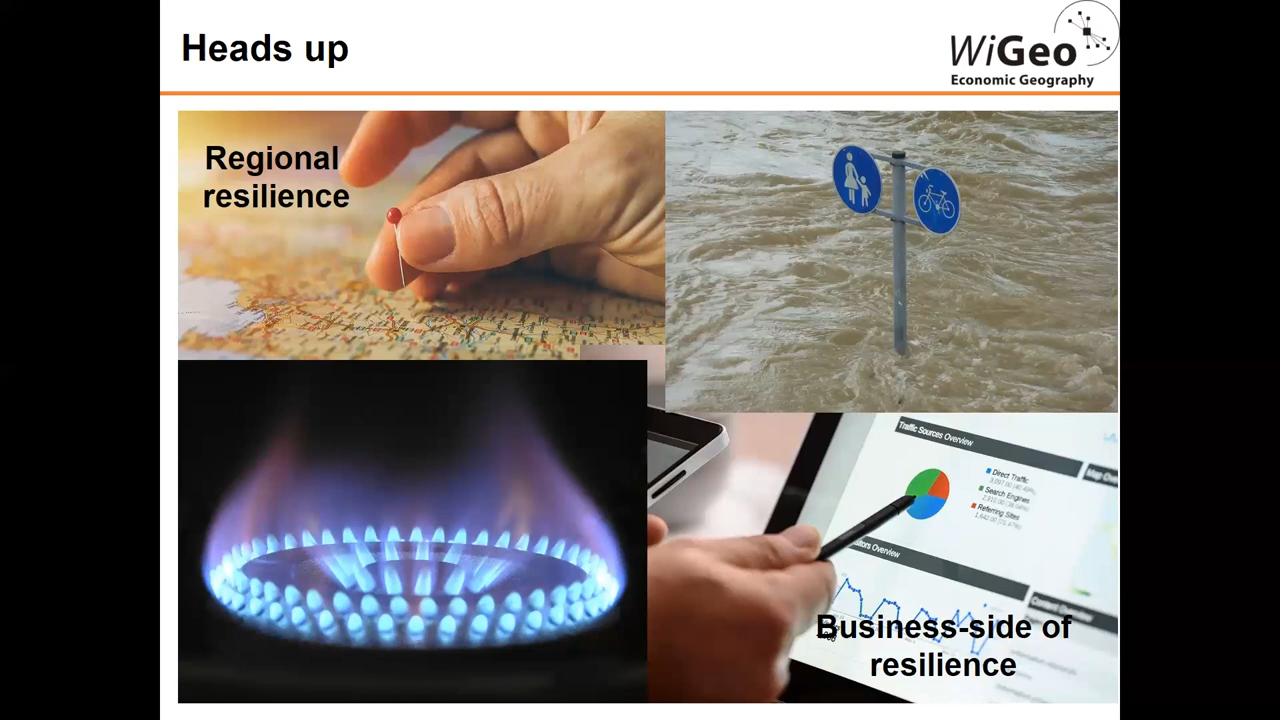 Heads up
WiGeo
Economic Geography
Regional
resilience
Traffic Sources Overview
Direct Traffic
Search Engines
Referring Sites
Overview
Business-side of
resilience